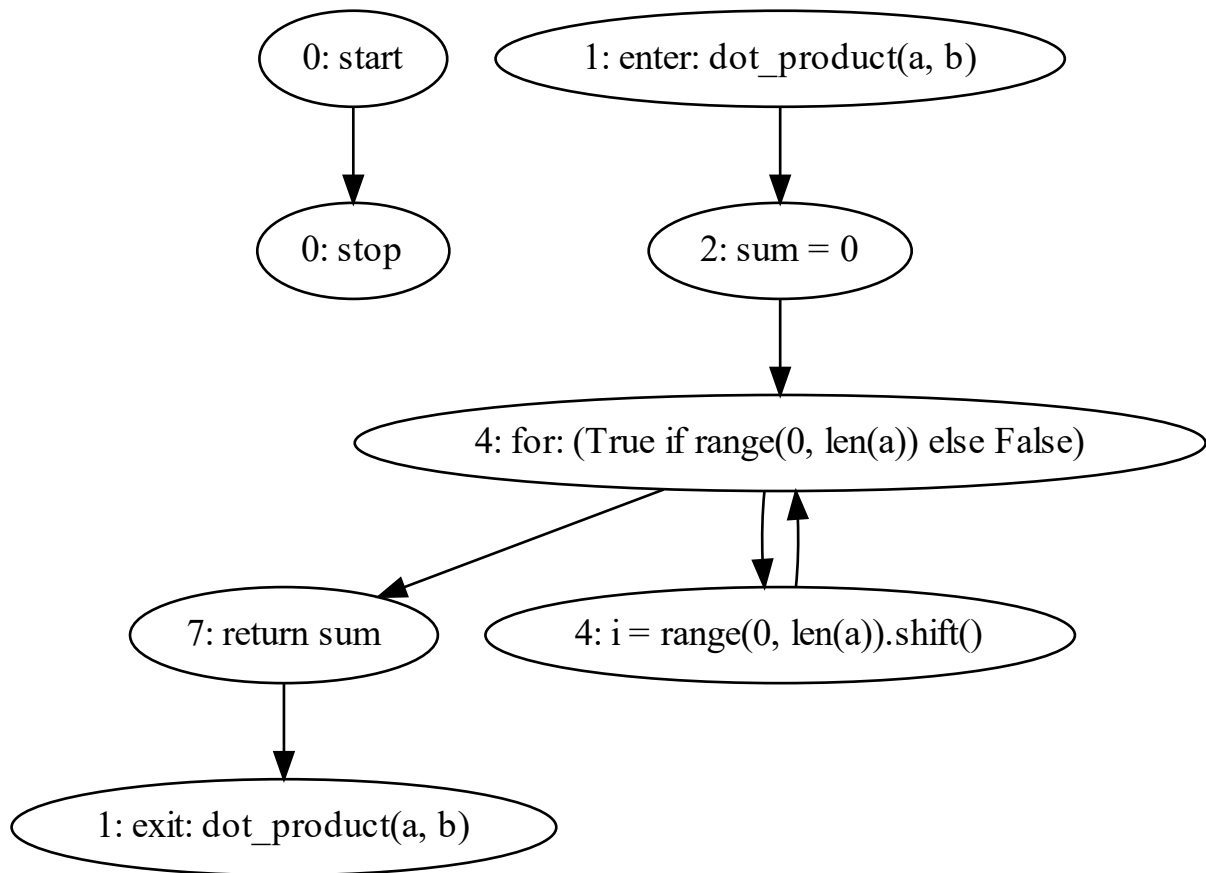 0: start
1: enter: dot_product(a, b)
0: stop
2: sum = 0
4: for: (True if range(0, len(a)) else False)
7: return sum
4: i = range(0, len(a)).shift()
1: exit: dot_product(a, b)